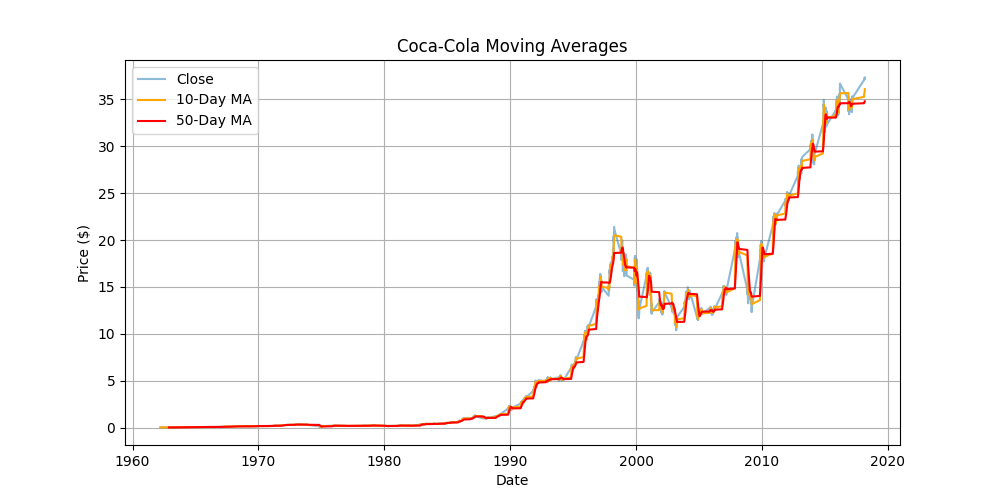 Coca-Cola Moving Averages
Close
10-Day MA
50-Day MA
Price ($)
35
30
25
20
15
10
5
0
1960 1970 1980 1990 2000 2010 2020
Date